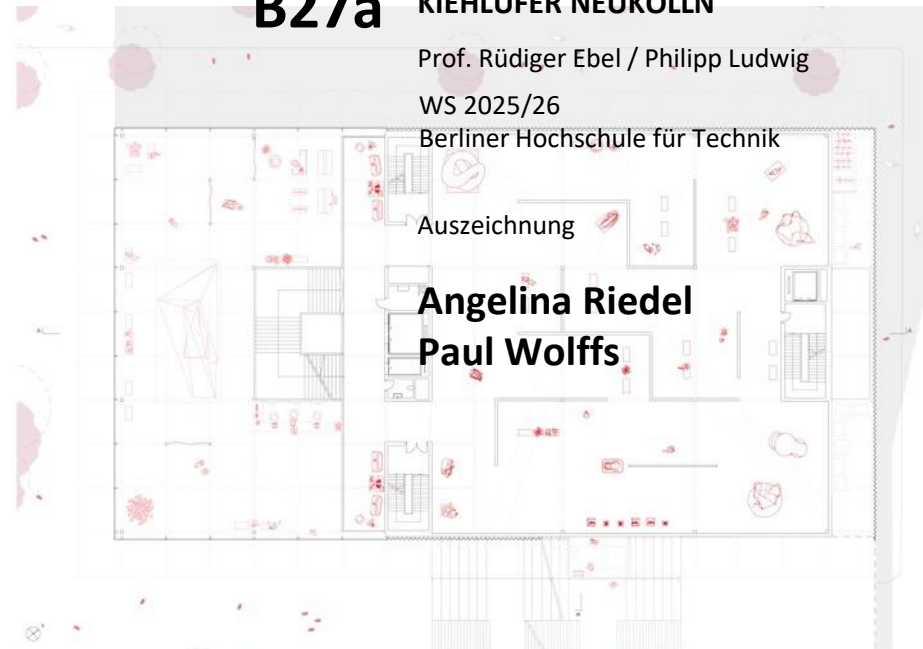 B27a
KIEHLUFER NEUKÖLLN
Prof. Rüdiger Ebel / Philipp Ludwig
WS 2025/26
Berliner Hochschule für Technik
Auszeichnung
Angelina Riedel
Paul Wolffs